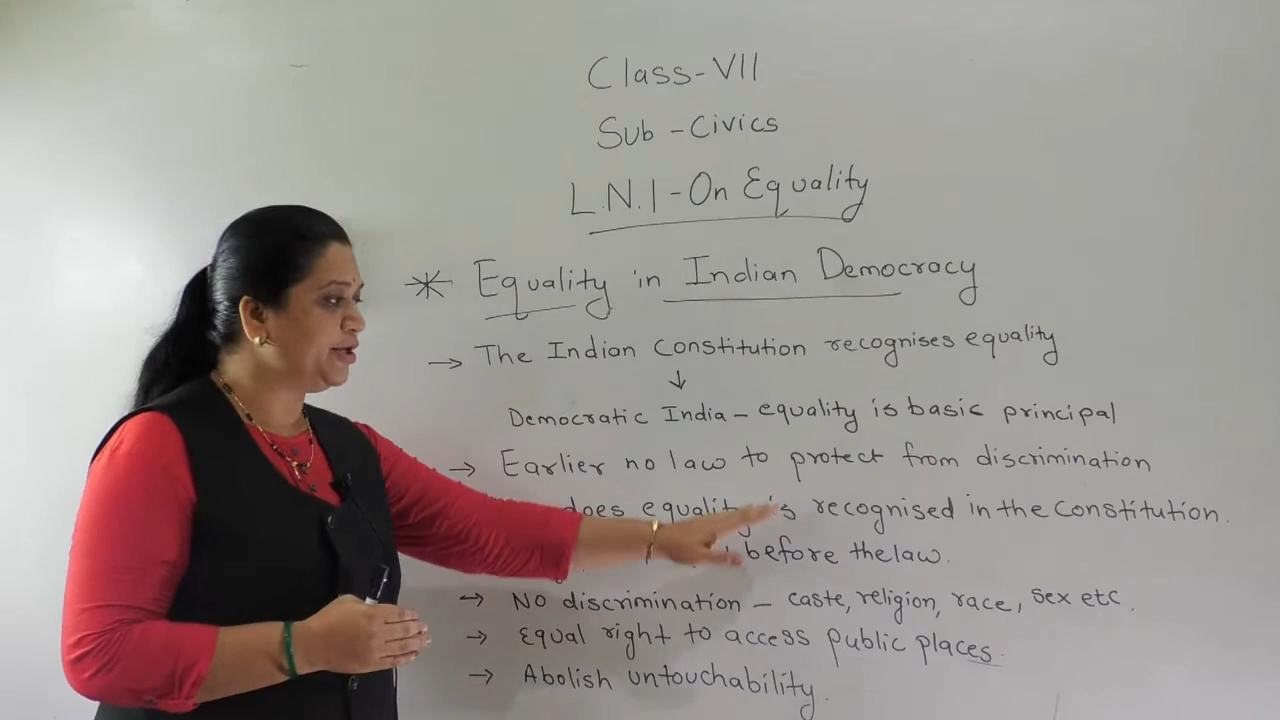 Class-VII
Sub-Civics
L.N.1-On Equality
* Equality in Indian Democracy
→ The Indian Constitution recognises equality
↓
Democratic India – equality is basic principal
→ Earlier no law to protect from discrimination
does equality is recognised in the Constitution.
before the law.
→ No discrimination – caste, religion, race, sex etc.
→ Equal right to access public places.
→ Abolish untouchability.